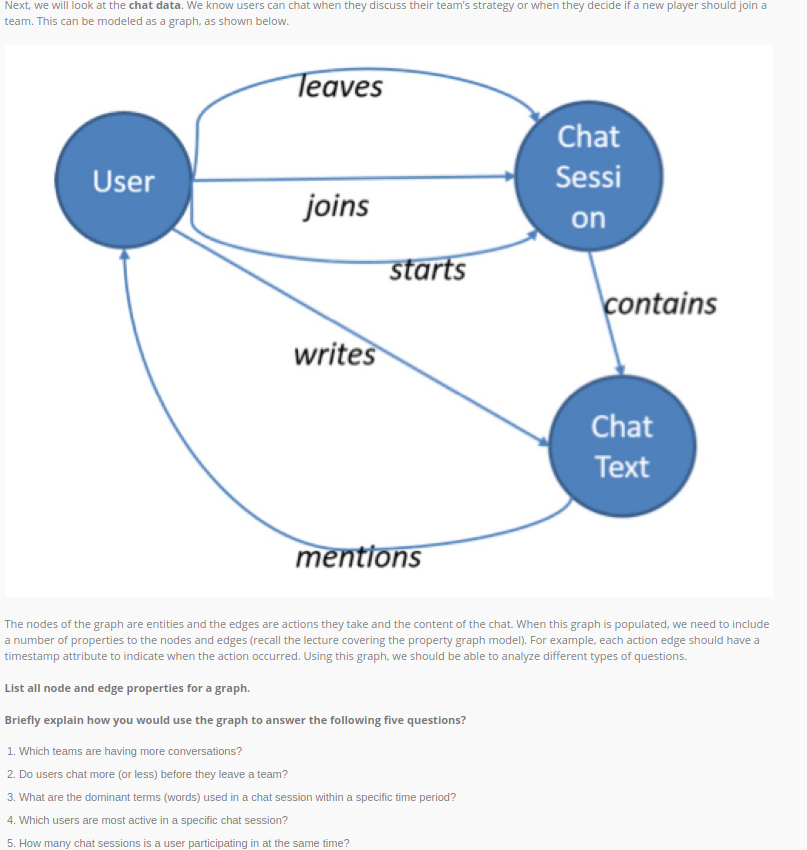 Next, we will look at the chat data. We know users can chat when they discuss their team's strategy or when they decide if a new player should join a
team. This can be modeled as a graph, as shown below.
leaves
User
Chat
Sessi
on
joins
starts
contains
writes
Chat
Text
mentions
The nodes of the graph are entities and the edges are actions they take and the content of the chat. When this graph is populated, we need to include
a number of properties to the nodes and edges (recall the lecture covering the property graph model). For example, each action edge should have a
timestamp attribute to indicate when the action occurred. Using this graph, we should be able to analyze different types of questions.
List all node and edge properties for a graph.
Briefly explain how you would use the graph to answer the following five questions?
1. Which teams are having more conversations?
2. Do users chat more (or less) before they leave a team?
3. What are the dominant terms (words) used in a chat session within a specific time period?
4. Which users are most active in a specific chat session?
5. How many chat sessions is a user participating in at the same time?